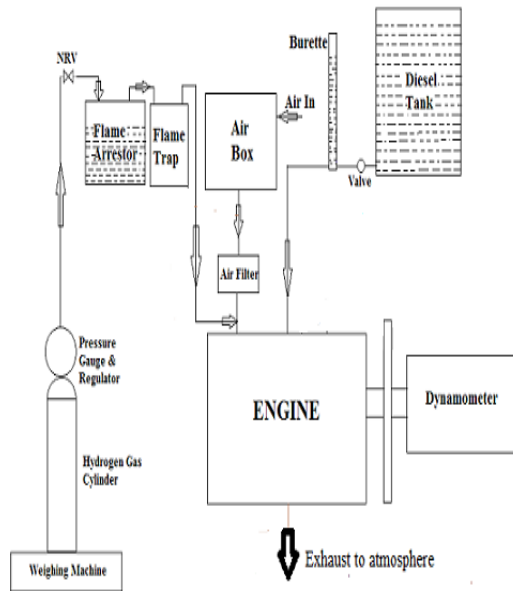 NRV
Flame
Arrestor
Flame
Trap
Air
Box
Air In
Burette
Diesel
Tank
Valve
Air Filter
Pressure
Gauge &
Regulator
ENGINE
Dynamometer
Hydrogen Gas
Cylinder
Exhaust to atmosphere
Weighing Machine